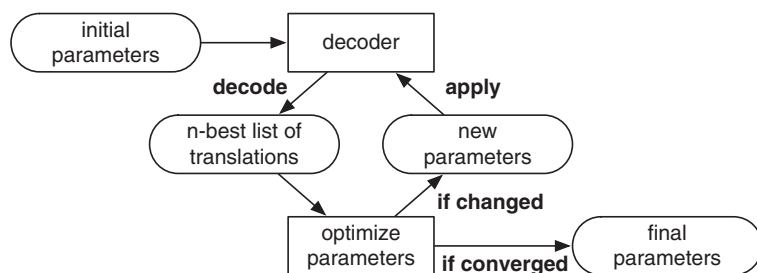 initial
parameters
decoder
decode
apply
n-best list of
translations
new
parameters
if changed
optimize
parameters
if converged
final
parameters